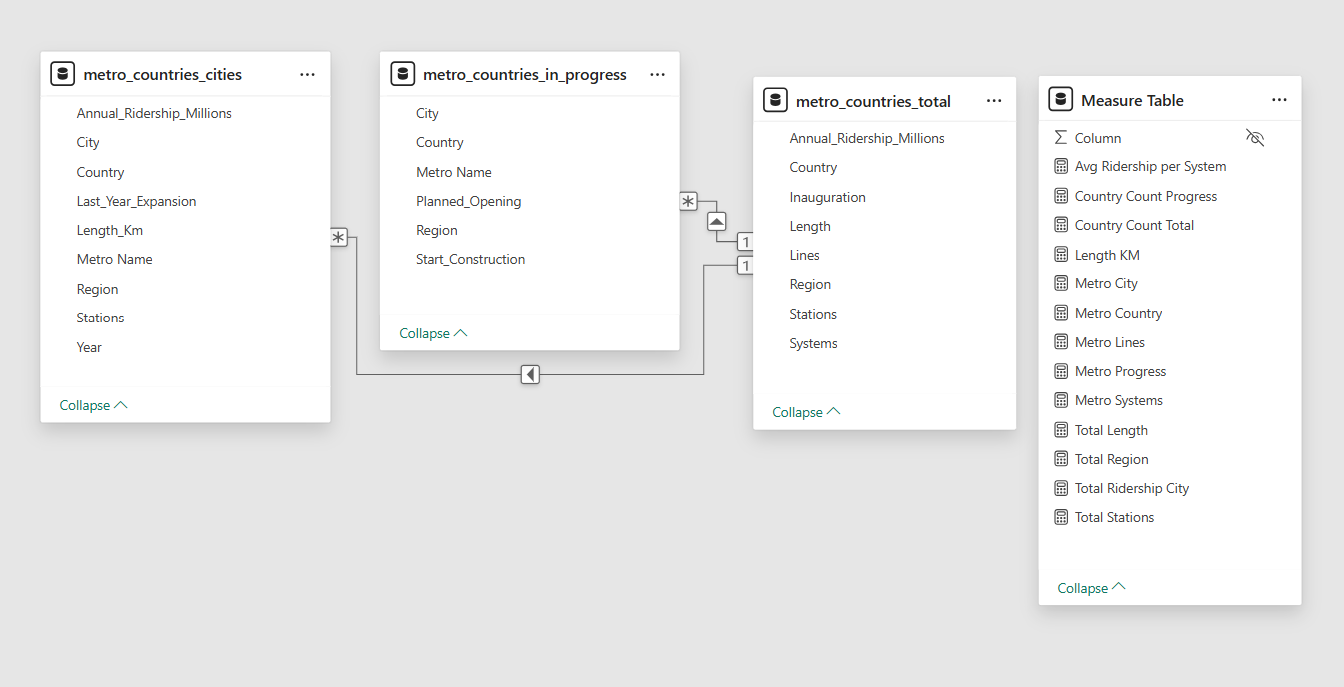 metro_countries_cities
Annual_Ridership_Millions
City
Country
Last_Year_Expansion
Length_Km
Metro Name
Region
Stations
Year
Collapse
metro_countries_in_progress
City
Country
Metro Name
Planned_Opening
Region
Start_Construction
Collapse
*
*
1
1
metro_countries_total
Annual_Ridership_Millions
Country
Inauguration
Length
Lines
Region
Stations
Systems
Collapse
Measure Table
Column
Avg Ridership per System
Country Count Progress
Country Count Total
Length KM
Metro City
Metro Country
Metro Lines
Metro Progress
Metro Systems
Total Length
Total Region
Total Ridership City
Total Stations
Collapse